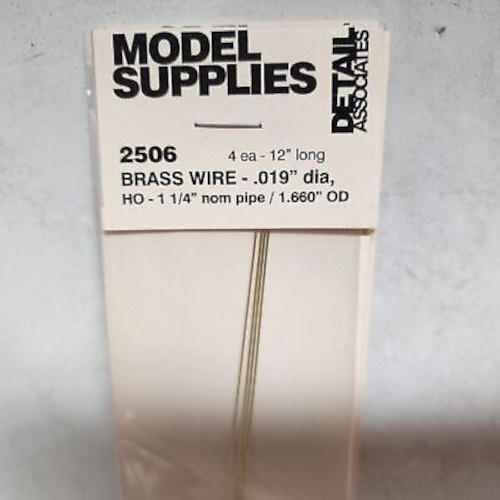 MODEL
SUPPLIES
DETAIL
ASSOCIATES
2506 4 ea - 12" long
BRASS WIRE - .019" dia,
HO - 1 1/4" nom pipe / 1.660" OD